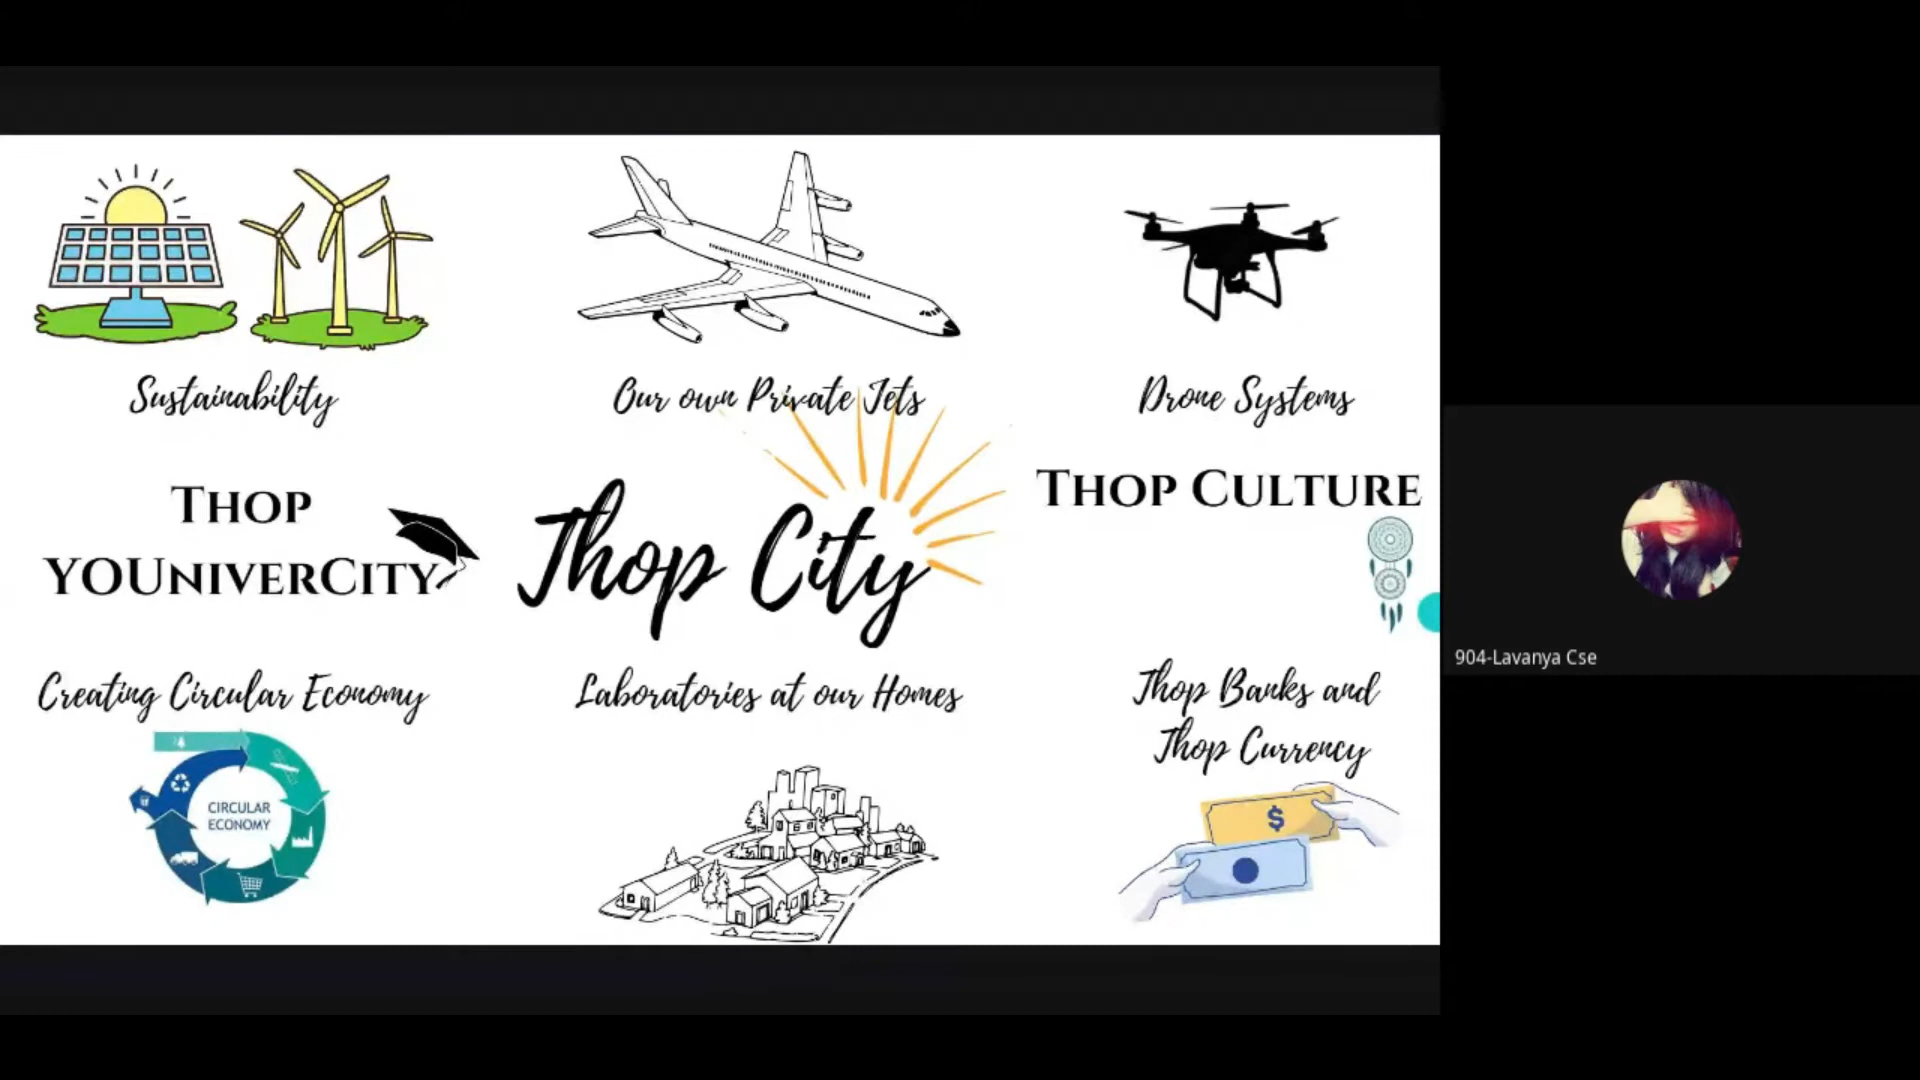 Sustainability
Our own Private Jets
Drone Systems
THOP
YOUNIVERCITY
Thop City
THOP CULTURE
Creating Circular Economy
Laboratories at our Homes
Thop Banks and
Thop Currency
CIRCULAR
ECONOMY
$
904-Lavanya Cse